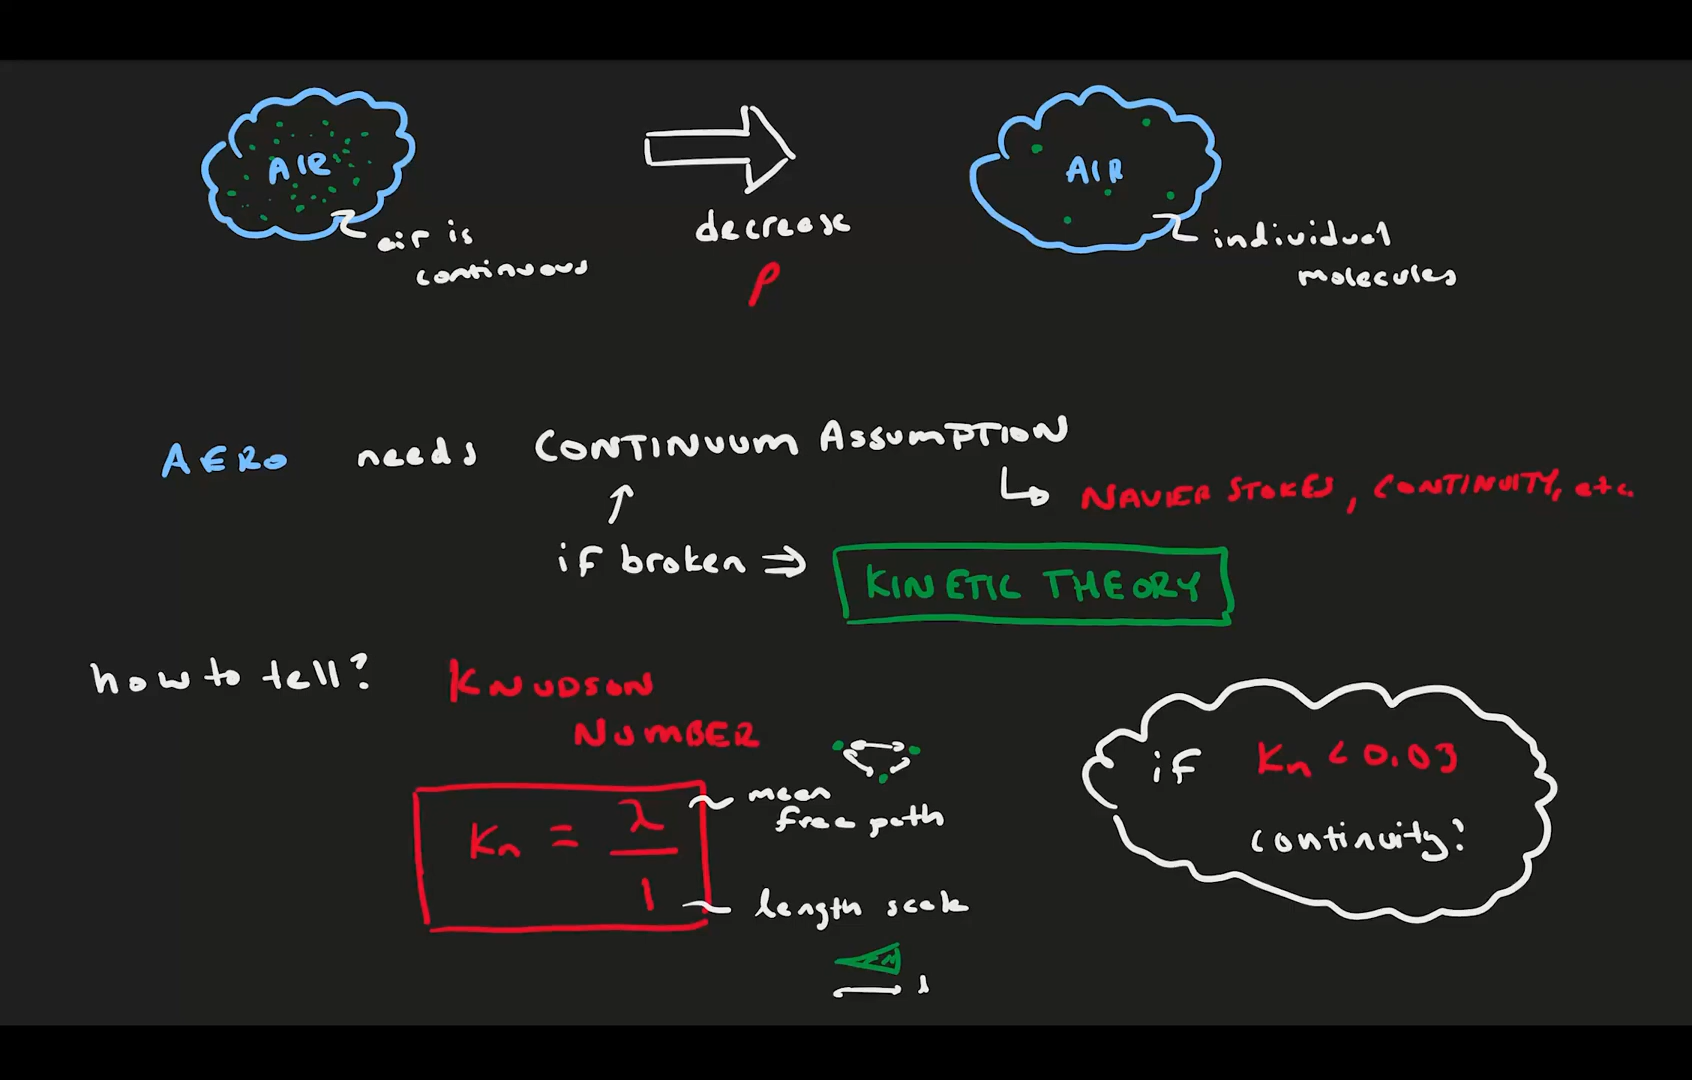 AIR
air is
continuous
decrease
ρ
AIR
individual
molecules
AERO needs CONTINUUM ASSUMPTION
↳ NAVIER STOKES, CONTINUITY, etc.
↑
if broken ⇒ KINETIC THEORY
how to tell? KNUDSON
NUMBER
Kn = λ / l
mean
free path
length scale
l
if Kn < 0.03
continuity!